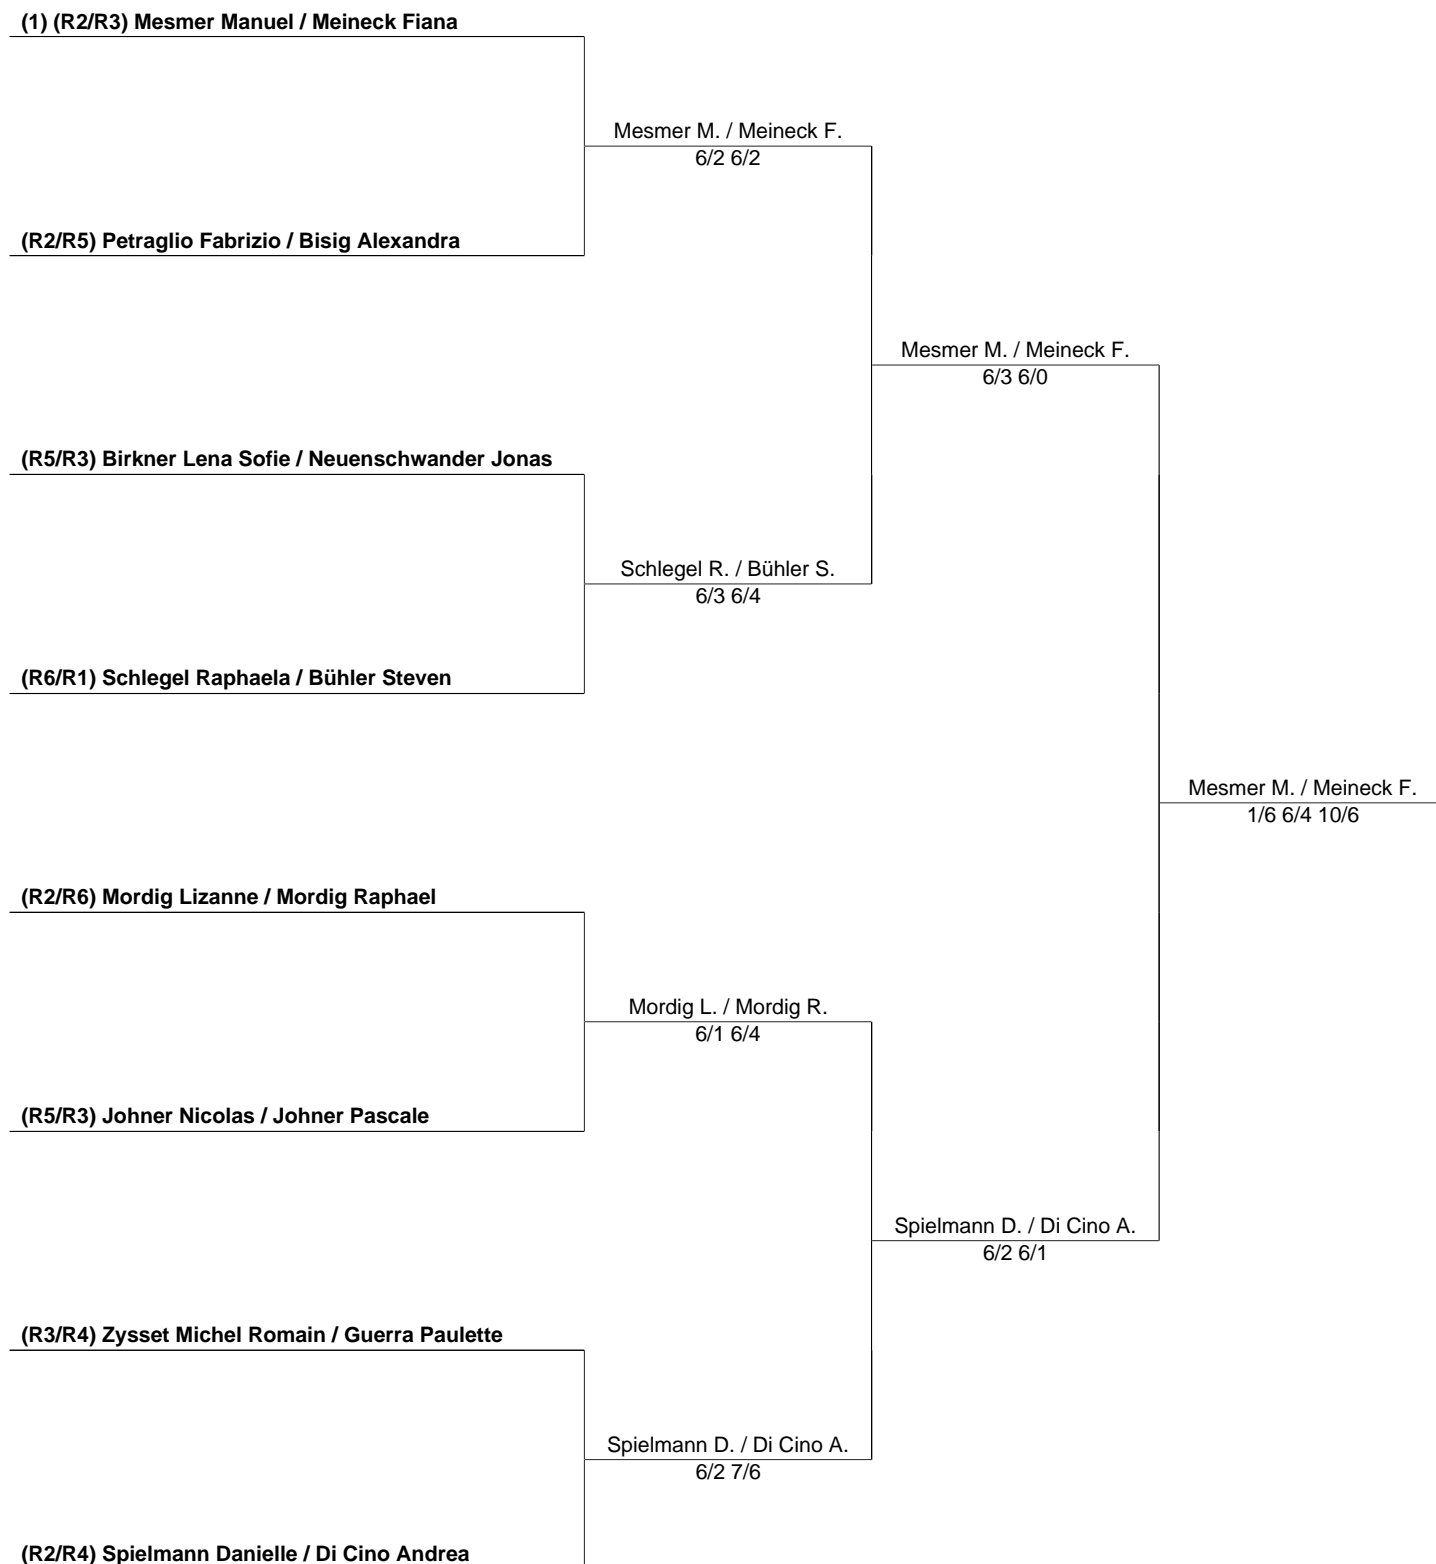 (1) (R2/R3) Mesmer Manuel / Meineck Fiana
Mesmer M. / Meineck F.
6/2 6/2
(R2/R5) Petraglio Fabrizio / Bisig Alexandra
Mesmer M. / Meineck F.
6/3 6/0
(R5/R3) Birkner Lena Sofie / Neuenschwander Jonas
Schlegel R. / Bühler S.
6/3 6/4
(R6/R1) Schlegel Raphaela / Bühler Steven
Mesmer M. / Meineck F.
1/6 6/4 10/6
(R2/R6) Mordig Lizanne / Mordig Raphael
Mordig L. / Mordig R.
6/1 6/4
(R5/R3) Johner Nicolas / Johner Pascale
Spielmann D. / Di Cino A.
6/2 6/1
(R3/R4) Zysset Michel Romain / Guerra Paulette
Spielmann D. / Di Cino A.
6/2 7/6
(R2/R4) Spielmann Danielle / Di Cino Andrea